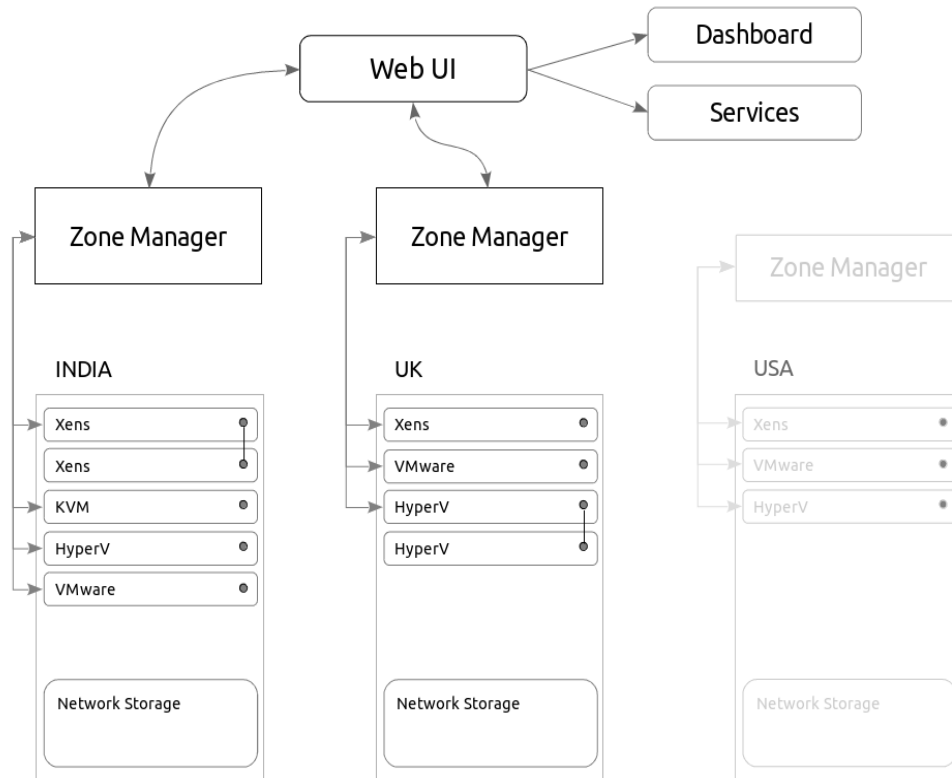 Dashboard
Web UI
Services
Zone Manager
Zone Manager
Zone Manager
INDIA
UK
USA
Xens
Xens
KVM
HyperV
VMware
Network Storage
Xens
VMware
HyperV
HyperV
Network Storage
Xens
VMware
HyperV
Network Storage